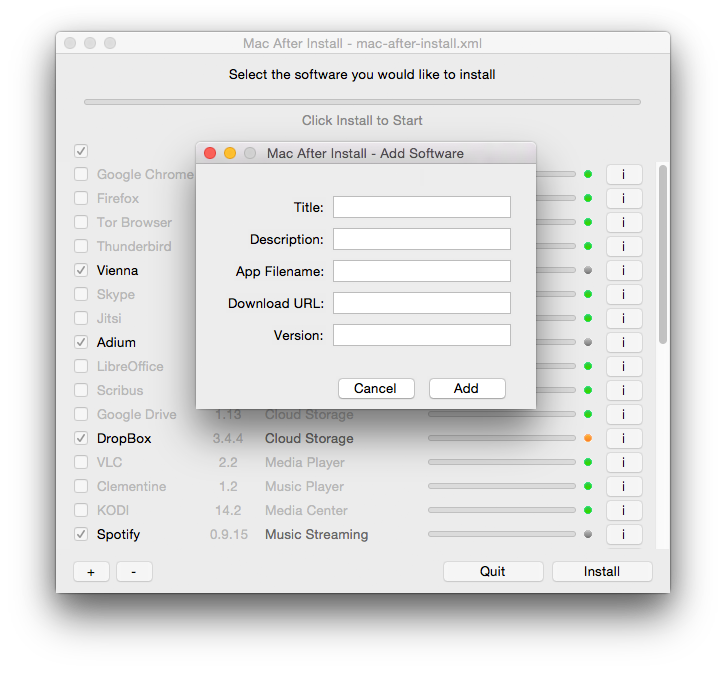 Mac After Install - mac-after-install.xml
Select the software you would like to install
Click Install to Start
Mac After Install - Add Software
Title:
Description:
App Filename:
Download URL:
Version:
Cancel Add
Google Chrome i
Firefox i
Tor Browser i
Thunderbird i
Vienna i
Skype i
Jitsi i
Adium i
LibreOffice i
Scribus i
Google Drive 1.13 Cloud Storage i
DropBox 3.4.4 Cloud Storage i
VLC 2.2 Media Player i
Clementine 1.2 Music Player i
KODI 14.2 Media Center i
Spotify 0.9.15 Music Streaming i
+ - Quit Install